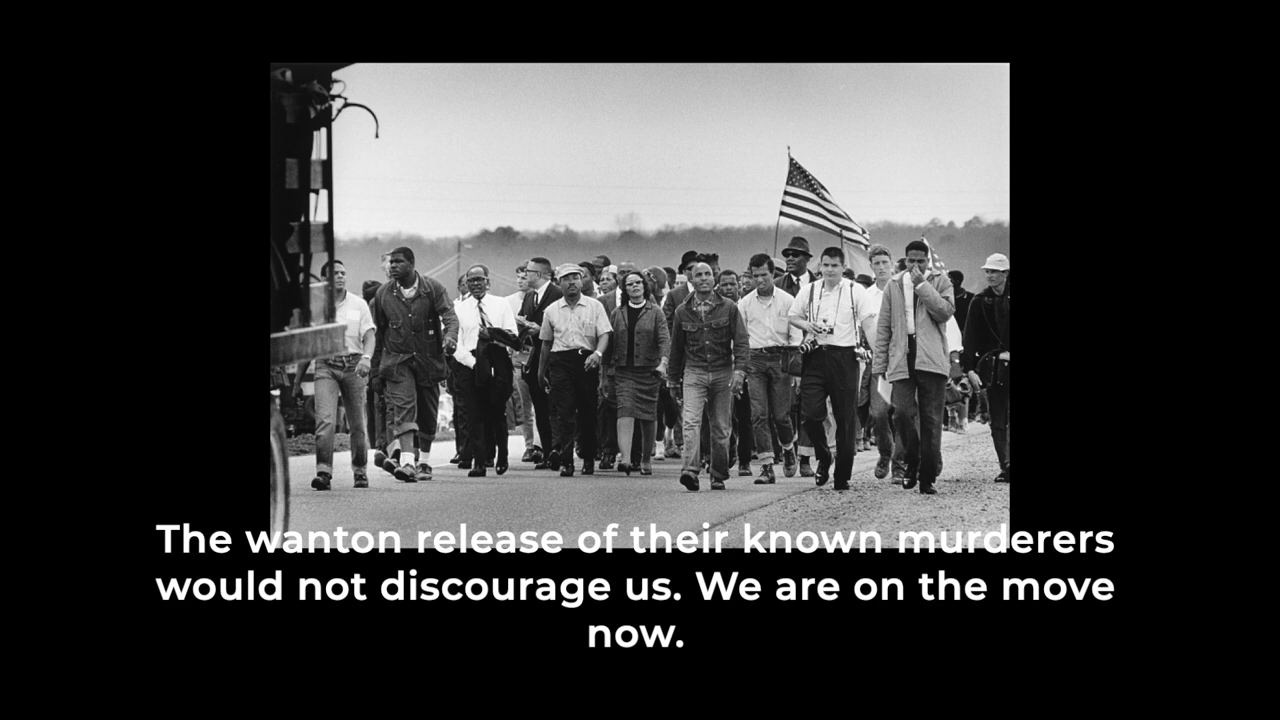 The wanton release of their known murderers
would not discourage us. We are on the move
now.